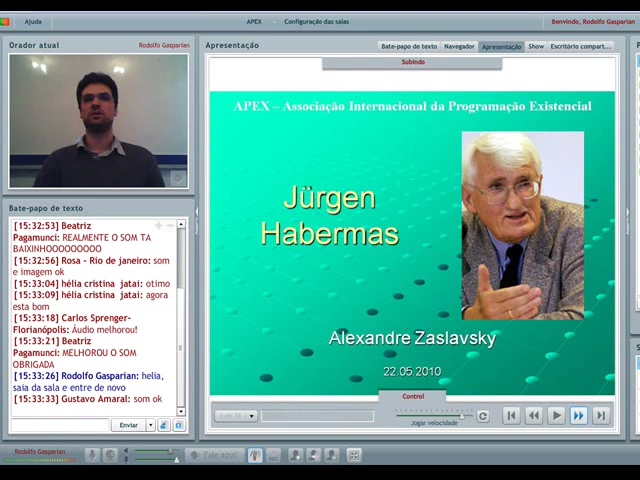 Ajuda
APEX - Configuração das salas
Benvindo, Rodolfo Gasparian
Orador atual
Rodolfo Gasparian
Apresentação
Bate-papo de texto
Navegador
Apresentação
Show
Escritório compart...
Subindo
APEX – Associação Internacional da Programação Existencial
Jürgen
Habermas
Alexandre Zaslavsky
22.05.2010
Bate-papo de texto
[15:32:53] Beatriz
Pagamunci: REALMENTE O SOM TA
BAIXINHOOOOOOOOO
[15:32:56] Rosa - Rio de janeiro: som
e imagem ok
[15:33:04] hélia cristina jatai: otimo
[15:33:09] hélia cristina jatai: agora
esta bom
[15:33:18] Carlos Sprenger-
Florianópolis: Áudio melhorou!
[15:33:21] Beatriz
Pagamunci: MELHOROU O SOM
OBRIGADA
[15:33:26] Rodolfo Gasparian: helia,
saia da sala e entre de novo
[15:33:33] Gustavo Amaral: som ok
Enviar
Control
Jogar velocidade
Rodolfo Gasparian
Fale aqui!